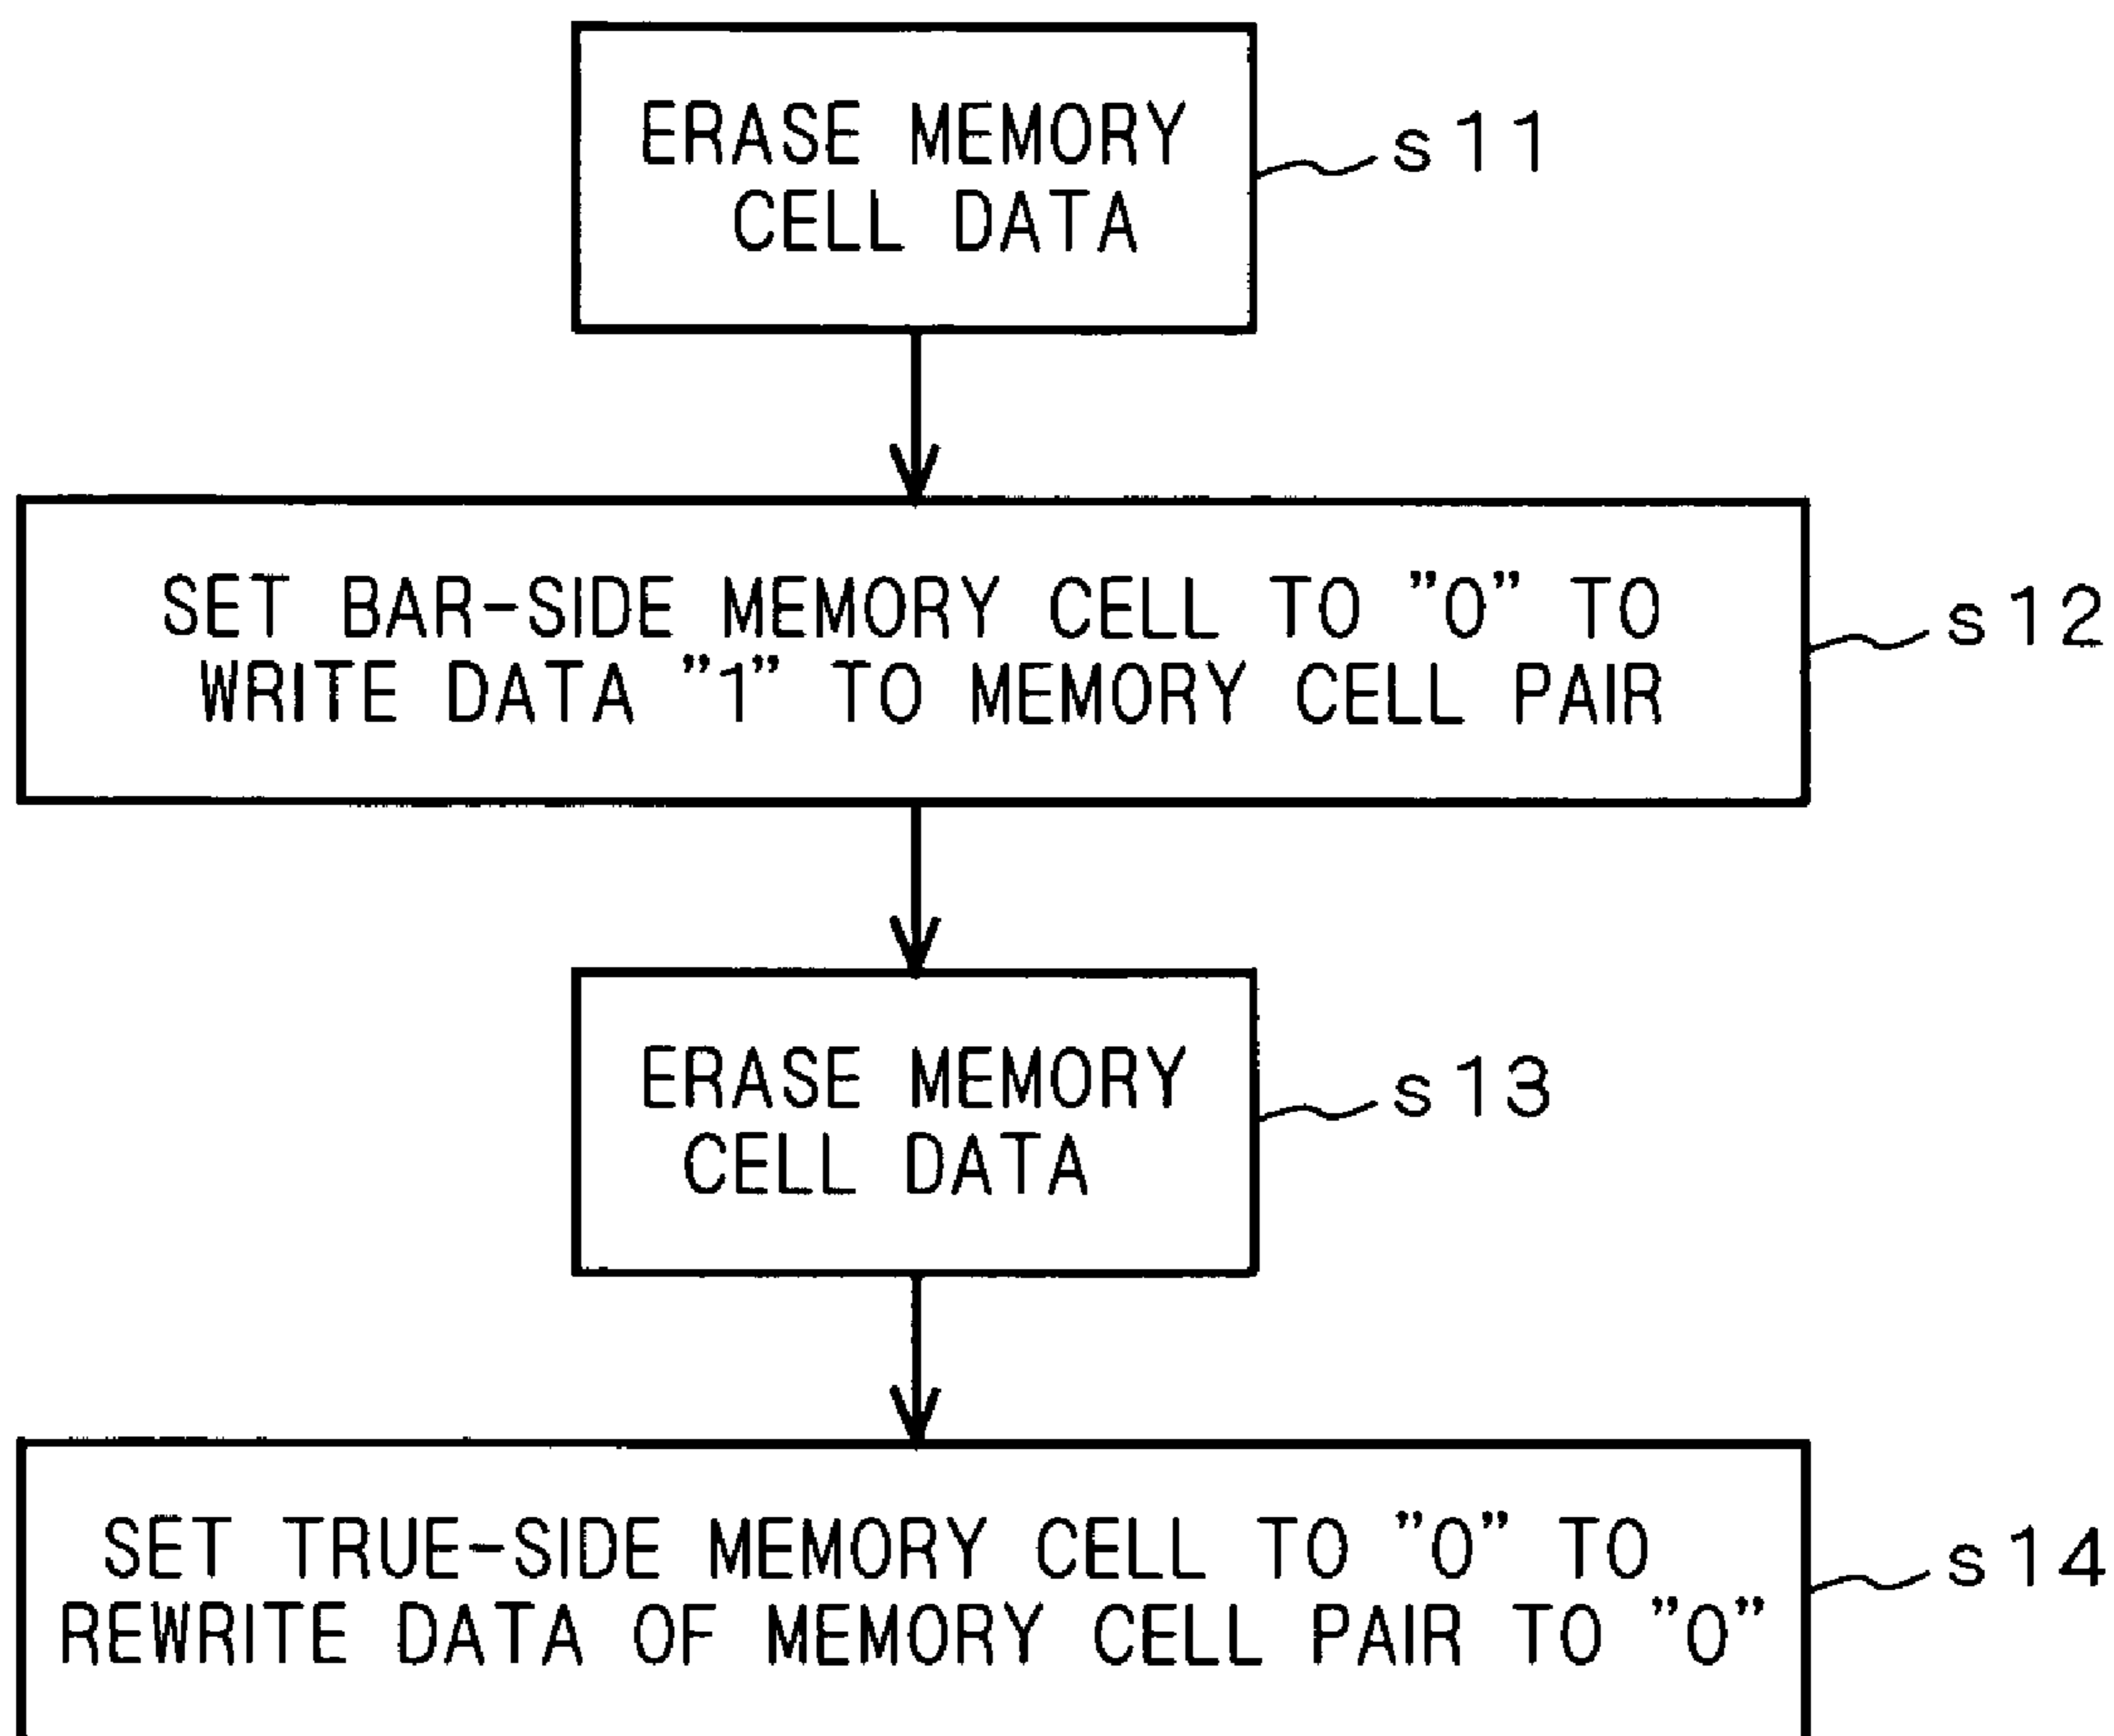 ERASE MEMORY
CELL DATA
s11
SET BAR-SIDE MEMORY CELL TO ”0” TO
WRITE DATA ”1” TO MEMORY CELL PAIR
s12
ERASE MEMORY
CELL DATA
s13
SET TRUE-SIDE MEMORY CELL TO ”0” TO
REWRITE DATA OF MEMORY CELL PAIR TO ”0”
s14